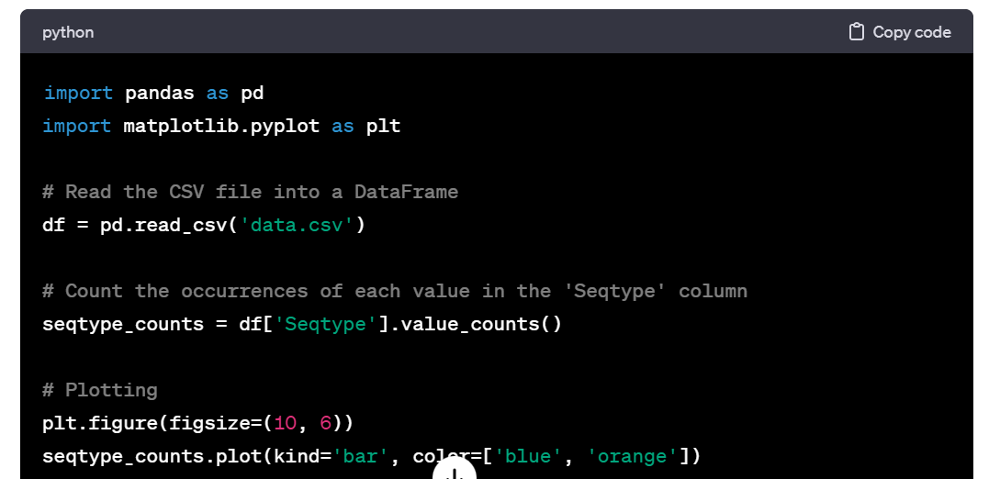 python
Copy code
import pandas as pd
import matplotlib.pyplot as plt
# Read the CSV file into a DataFrame
df = pd.read_csv('data.csv')
# Count the occurrences of each value in the 'Seqtype' column
seqtype_counts = df['Seqtype'].value_counts()
# Plotting
plt.figure(figsize=(10, 6))
seqtype_counts.plot(kind='bar', color=['blue', 'orange'])